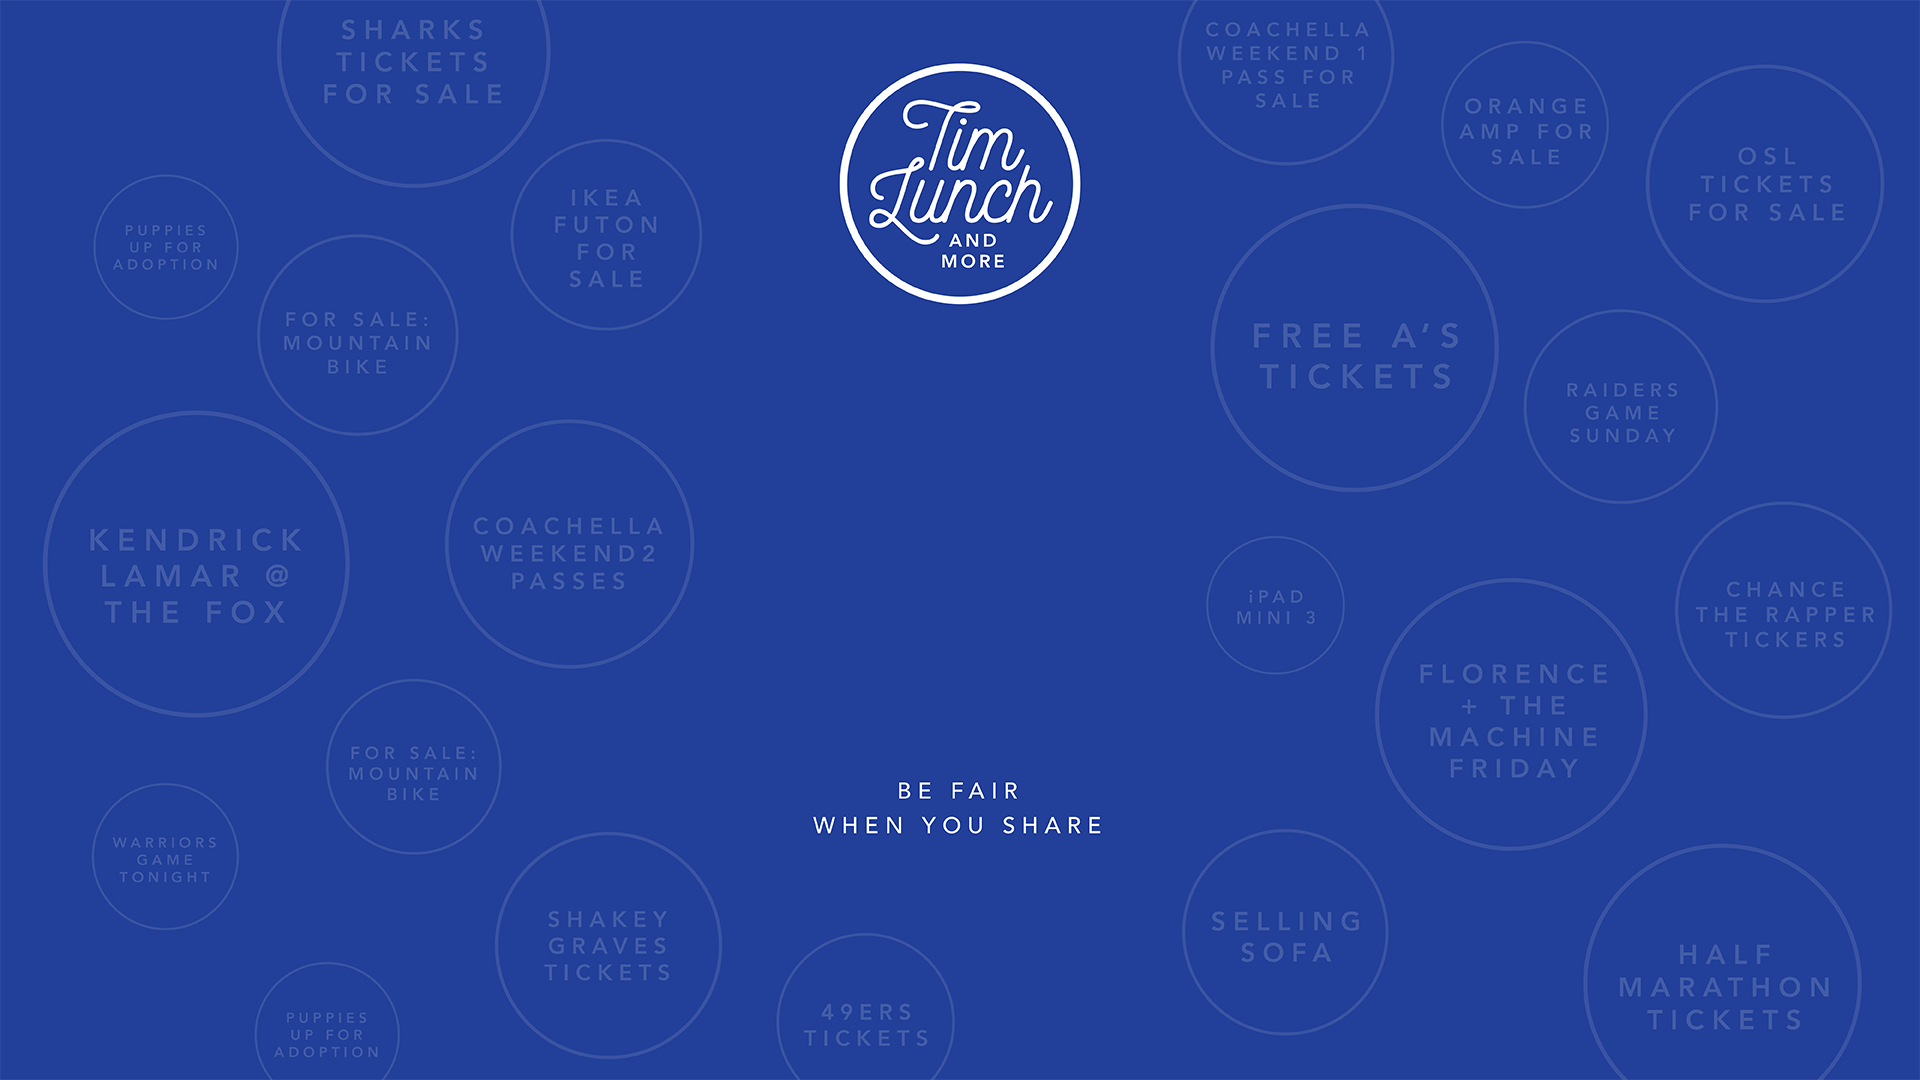 SHARKS
TICKETS
FOR SALE
PUPPIES
UP FOR
ADOPTION
IKEA
FUTON
FOR
SALE
FOR SALE:
MOUNTAIN
BIKE
KENDRICK
LAMAR @
THE FOX
COACHELLA
WEEKEND2
PASSES
FOR SALE:
MOUNTAIN
BIKE
WARRIORS
GAME
TONIGHT
SHAKEY
GRAVES
TICKETS
PUPPIES
UP FOR
ADOPTION
49ERS
TICKETS
Tim
Lunch
AND
MORE
BE FAIR
WHEN YOU SHARE
COACHELLA
WEEKEND 1
PASS FOR
SALE
ORANGE
AMP FOR
SALE
OSL
TICKETS
FOR SALE
FREE A'S
TICKETS
RAIDERS
GAME
SUNDAY
iPAD
MINI 3
CHANCE
THE RAPPER
TICKERS
FLORENCE
+ THE
MACHINE
FRIDAY
SELLING
SOFA
HALF
MARATHON
TICKETS